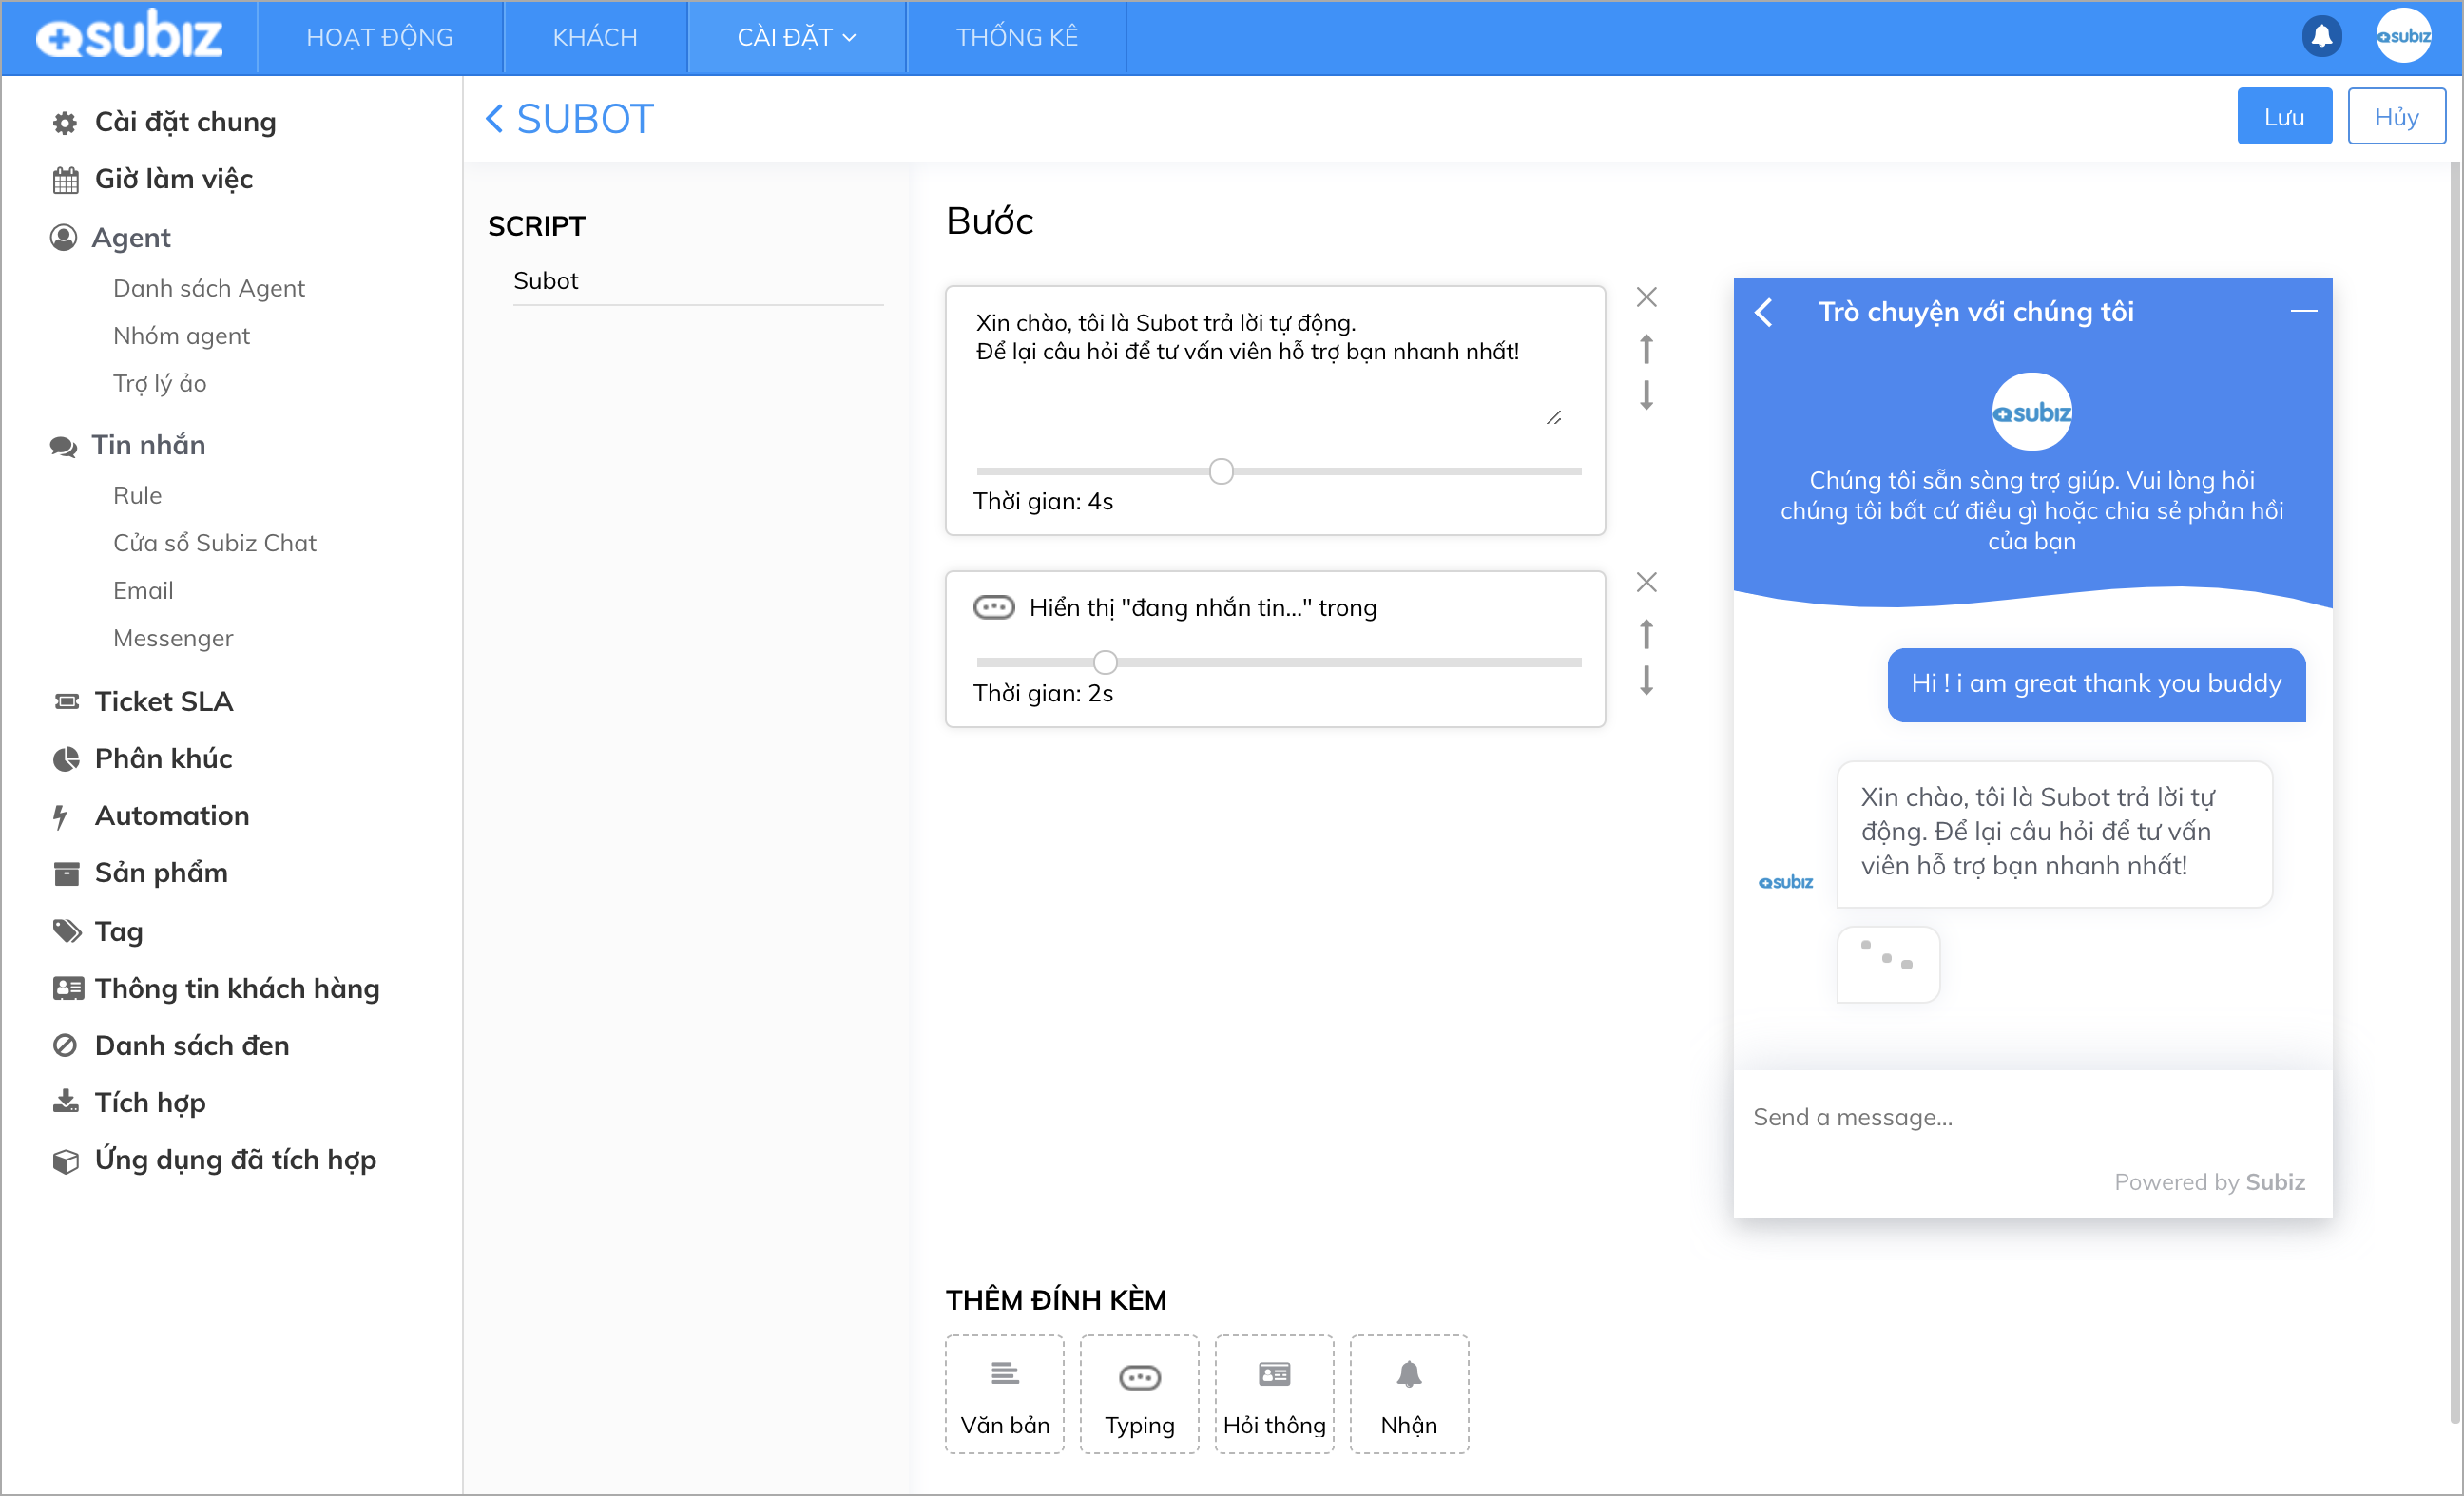 subiz
HOẠT ĐỘNG
KHÁCH
CÀI ĐẶT
THỐNG KÊ
subiz
Cài đặt chung
Giờ làm việc
Agent
Danh sách Agent
Nhóm agent
Trợ lý ảo
Tin nhắn
Rule
Cửa sổ Subiz Chat
Email
Messenger
Ticket SLA
Phân khúc
Automation
Sản phẩm
Tag
Thông tin khách hàng
Danh sách đen
Tích hợp
Ứng dụng đã tích hợp
SUBOT
Lưu
Hủy
SCRIPT
Subot
Bước
Xin chào, tôi là Subot trả lời tự động.
Để lại câu hỏi để tư vấn viên hỗ trợ bạn nhanh nhất!
Thời gian: 4s
Hiển thị "đang nhắn tin..." trong
Thời gian: 2s
THÊM ĐÍNH KÈM
Văn bản
Typing
Hỏi thông
Nhận
Trò chuyện với chúng tôi
subiz
Chúng tôi sẵn sàng trợ giúp. Vui lòng hỏi
chúng tôi bất cứ điều gì hoặc chia sẻ phản hồi
của bạn
Hi ! i am great thank you buddy
Xin chào, tôi là Subot trả lời tự
động. Để lại câu hỏi để tư vấn
viên hỗ trợ bạn nhanh nhất!
subiz
Send a message...
Powered by Subiz